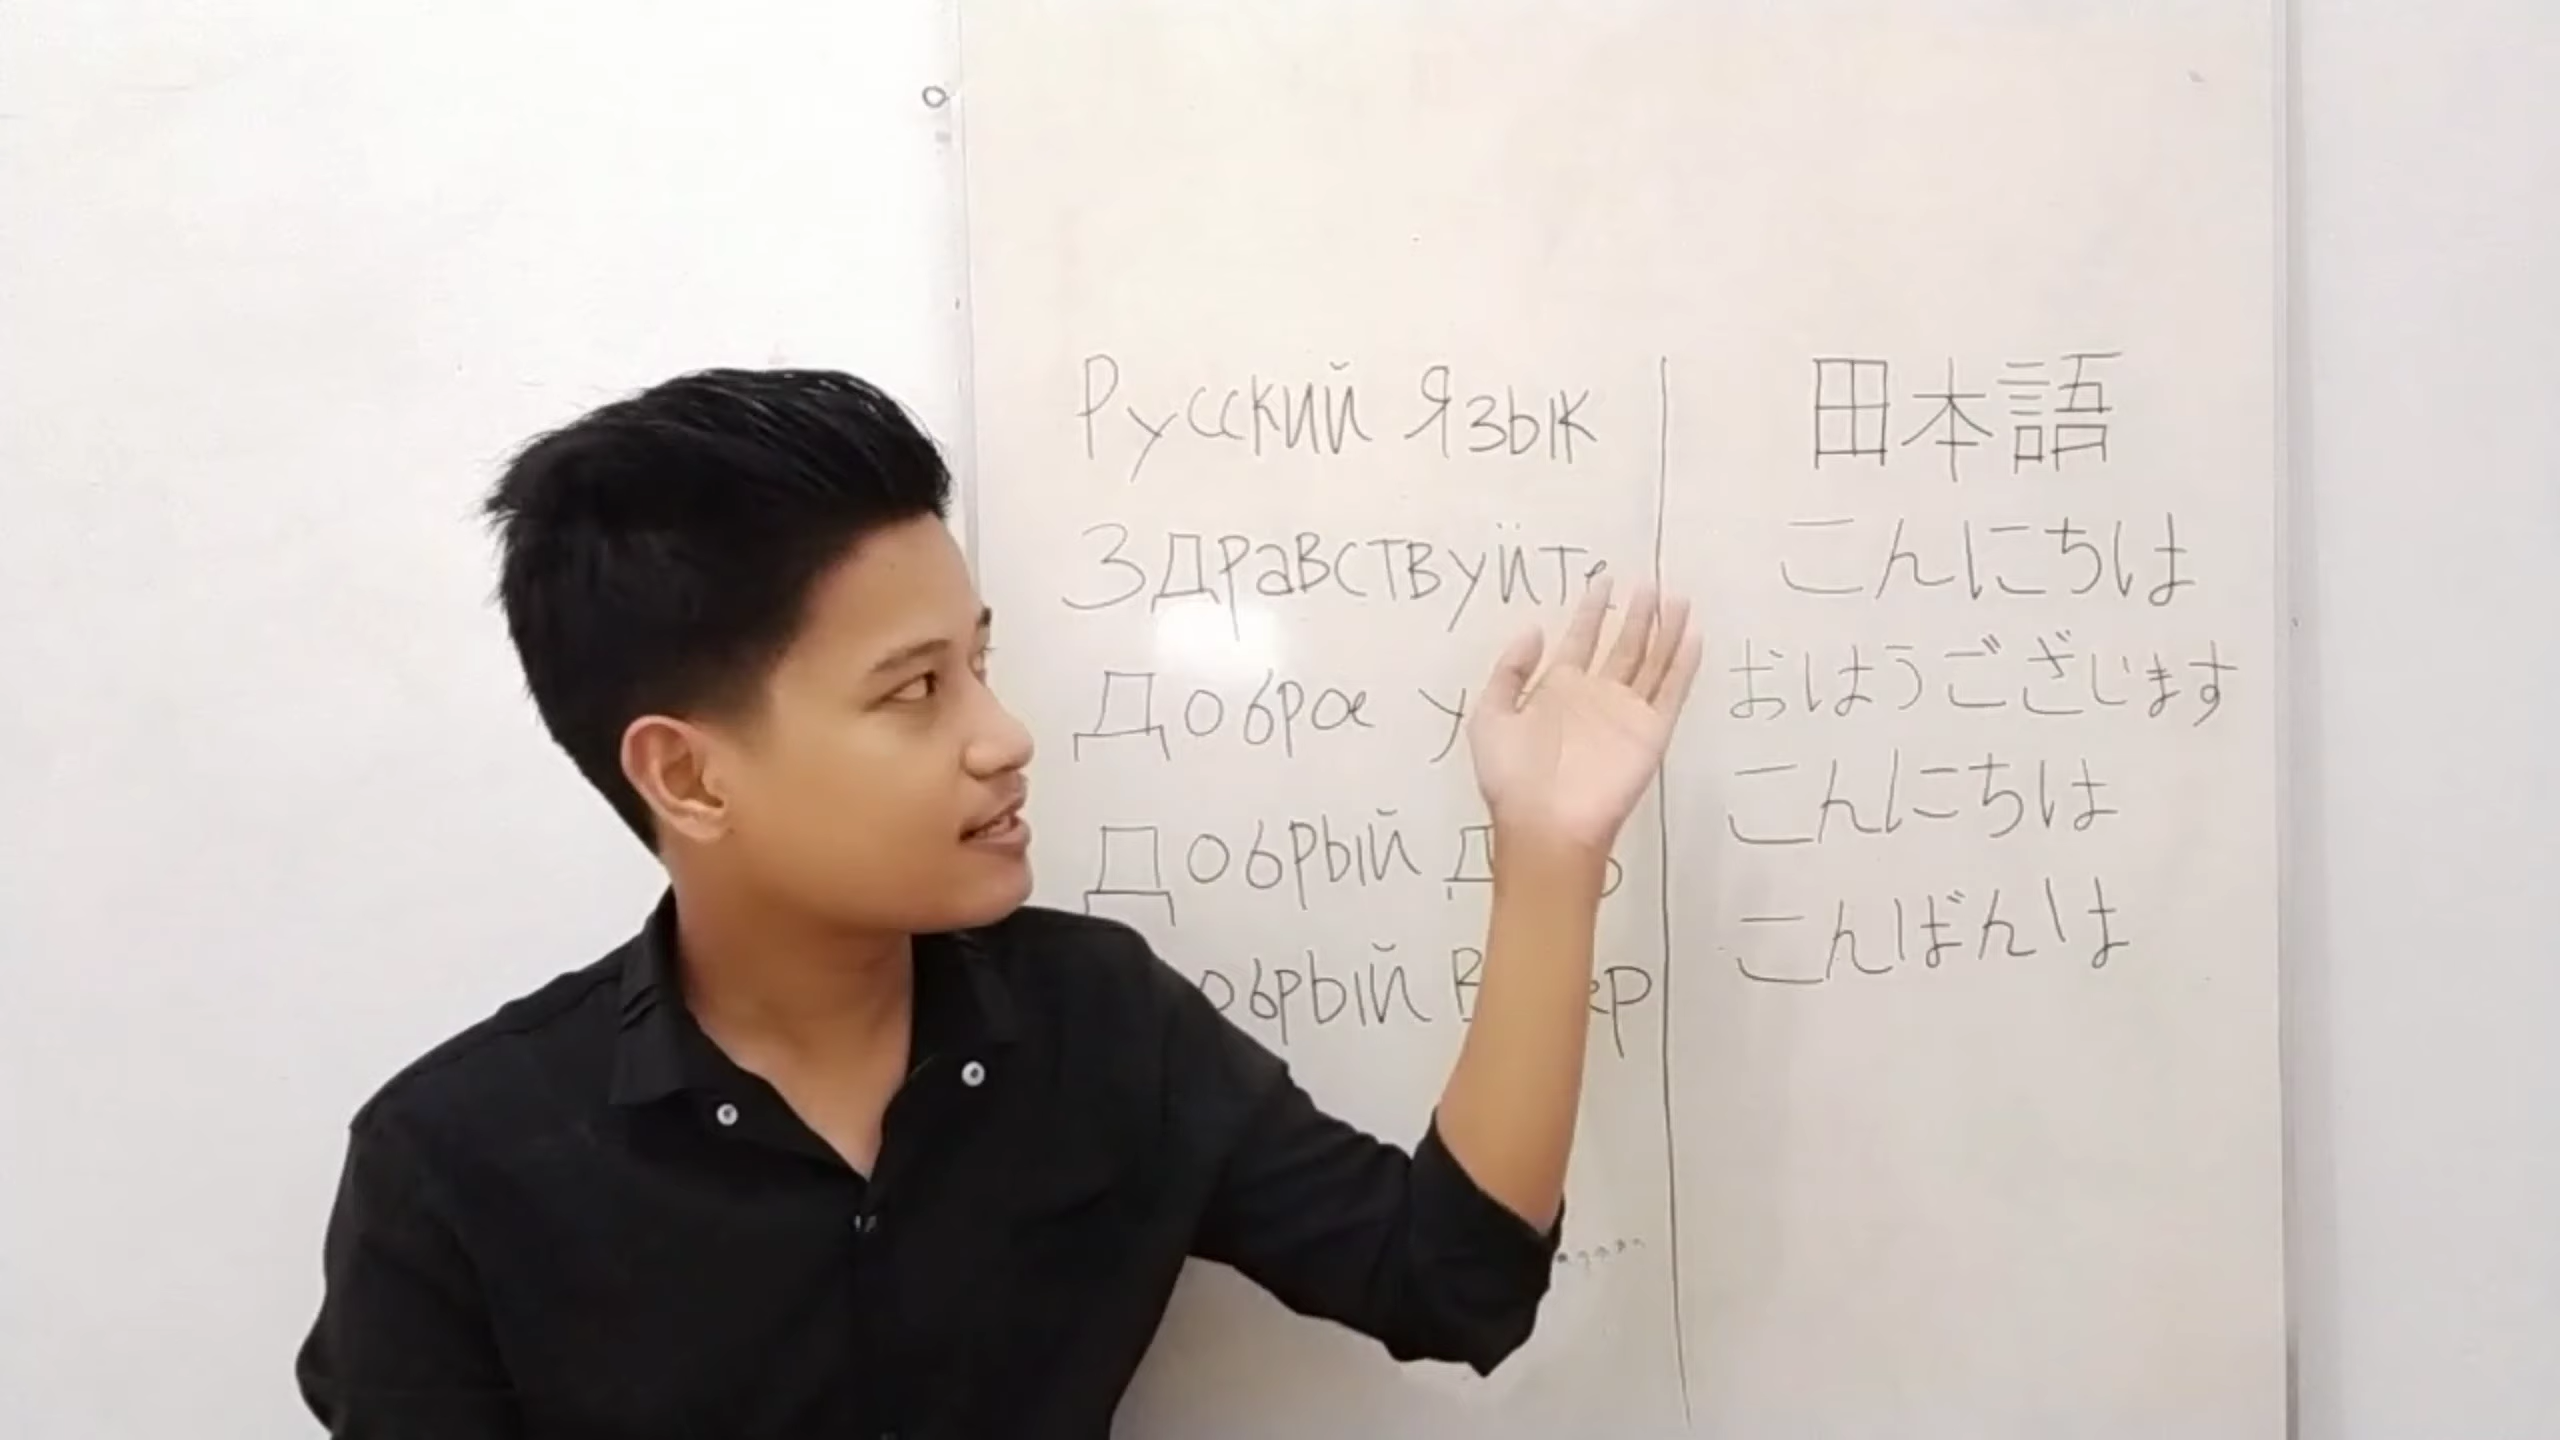 Русский Язык
Здравствуйте
Доброе
Добрый
田本語
こんにちは
おはうございます
こんにちは
こんばんは